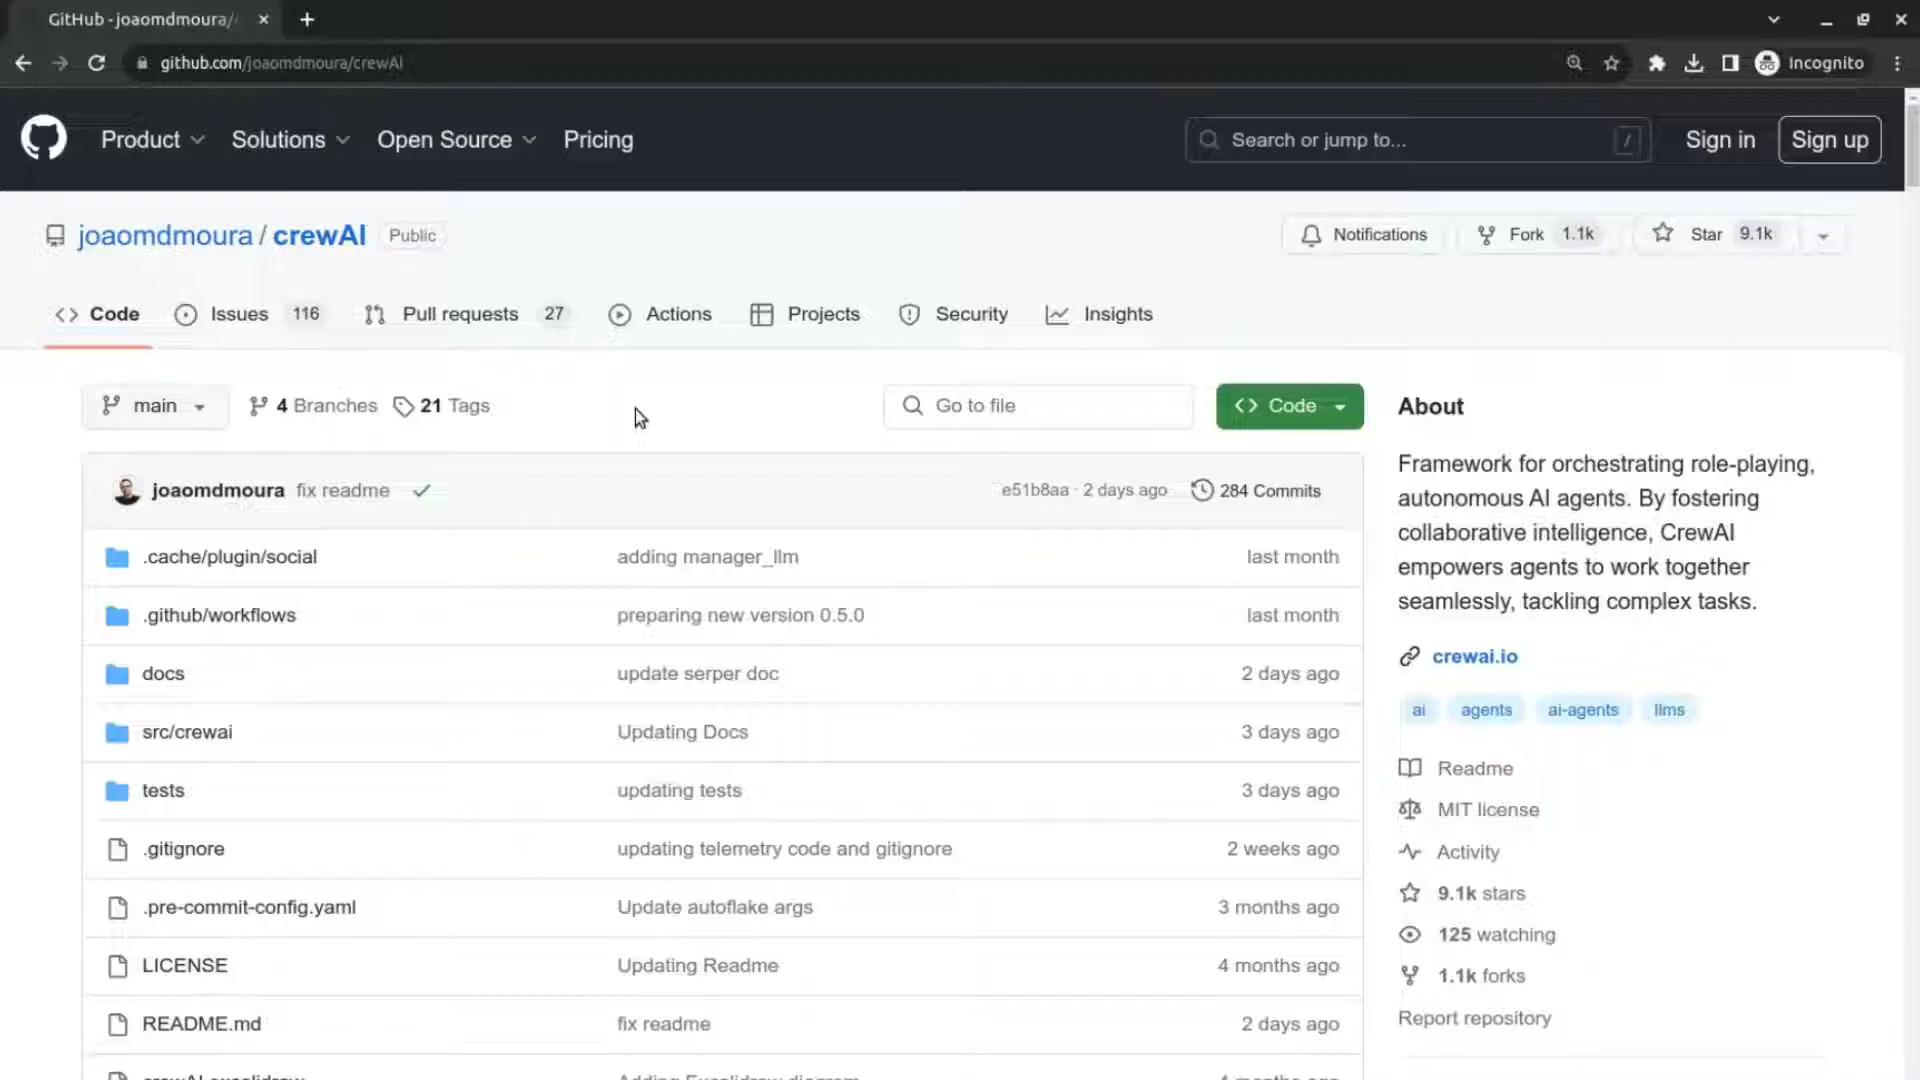 GitHub - joaomdmoura/
github.com/joaomdmoura/crewAI
Incognito
Product Solutions Open Source Pricing
Search or jump to...
/
Sign in
Sign up
joaomdmoura / crewAI Public
Notifications
Fork 1.1k
Star 9.1k
Code
Issues 116
Pull requests 27
Actions
Projects
Security
Insights
main
4 Branches
21 Tags
Go to file
Code
joaomdmoura fix readme
e51b8aa · 2 days ago
284 Commits
.cache/plugin/social adding manager_llm last month
.github/workflows preparing new version 0.5.0 last month
docs update serper doc 2 days ago
src/crewai Updating Docs 3 days ago
tests updating tests 3 days ago
.gitignore updating telemetry code and gitignore 2 weeks ago
.pre-commit-config.yaml Update autoflake args 3 months ago
LICENSE Updating Readme 4 months ago
README.md fix readme 2 days ago
crewAI.excalidraw Adding Excalidraw diagram 4 months ago
About
Framework for orchestrating role-playing,
autonomous AI agents. By fostering
collaborative intelligence, CrewAI
empowers agents to work together
seamlessly, tackling complex tasks.
crewai.io
ai agents ai-agents llms
Readme
MIT license
Activity
9.1k stars
125 watching
1.1k forks
Report repository